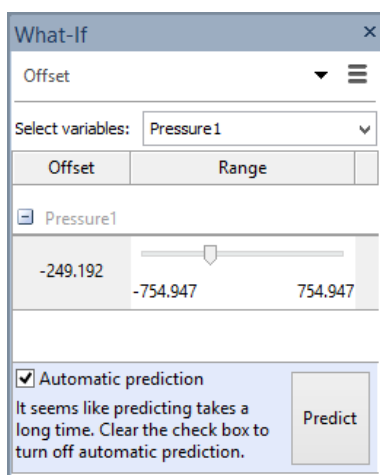 What-If
Offset
Select variables: Pressure1
Offset Range
Pressure1
-249.192
-754.947 754.947
Automatic prediction
It seems like predicting takes a
long time. Clear the check box to
turn off automatic prediction.
Predict